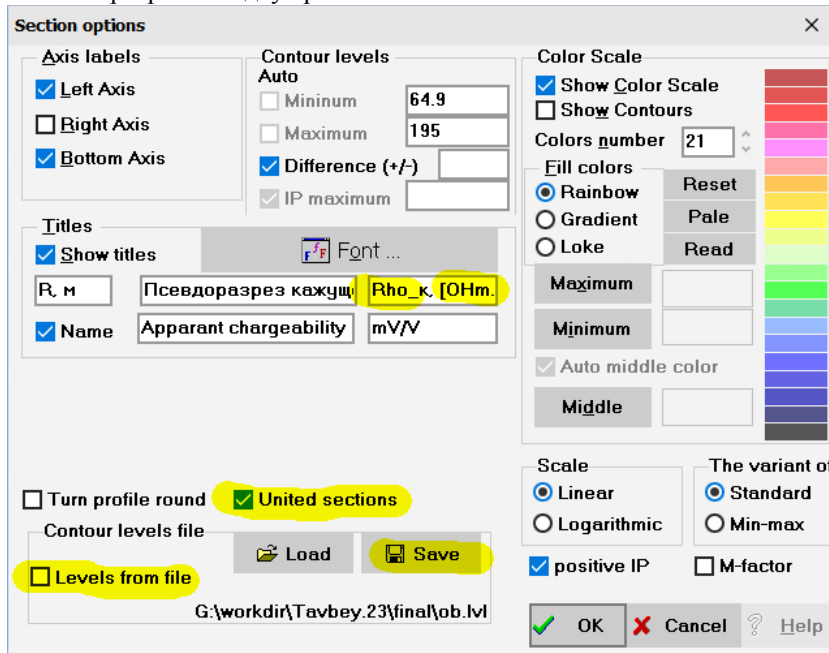 Section options
Axis labels
Left Axis
Right Axis
Bottom Axis
Contour levels
Auto
Mininum 64.9
Maximum 195
Difference (+/-)
IP maximum
Titles
Show titles
Font ...
R, м Псевдоразрез кажущ Rho_к, [OHm.
Name Apparant chargeability mV/V
Color Scale
Show Color Scale
Show Contours
Colors number 21
Fill colors
Rainbow
Gradient
Loke
Reset
Pale
Read
Maximum
Minimum
Auto middle color
Middle
Turn profile round
United sections
Contour levels file
Load
Save
Levels from file
G:\workdir\Tavbey.23\final\ob.lvl
Scale
Linear
Logarithmic
The variant of
Standard
Min-max
positive IP
M-factor
OK
Cancel
Help